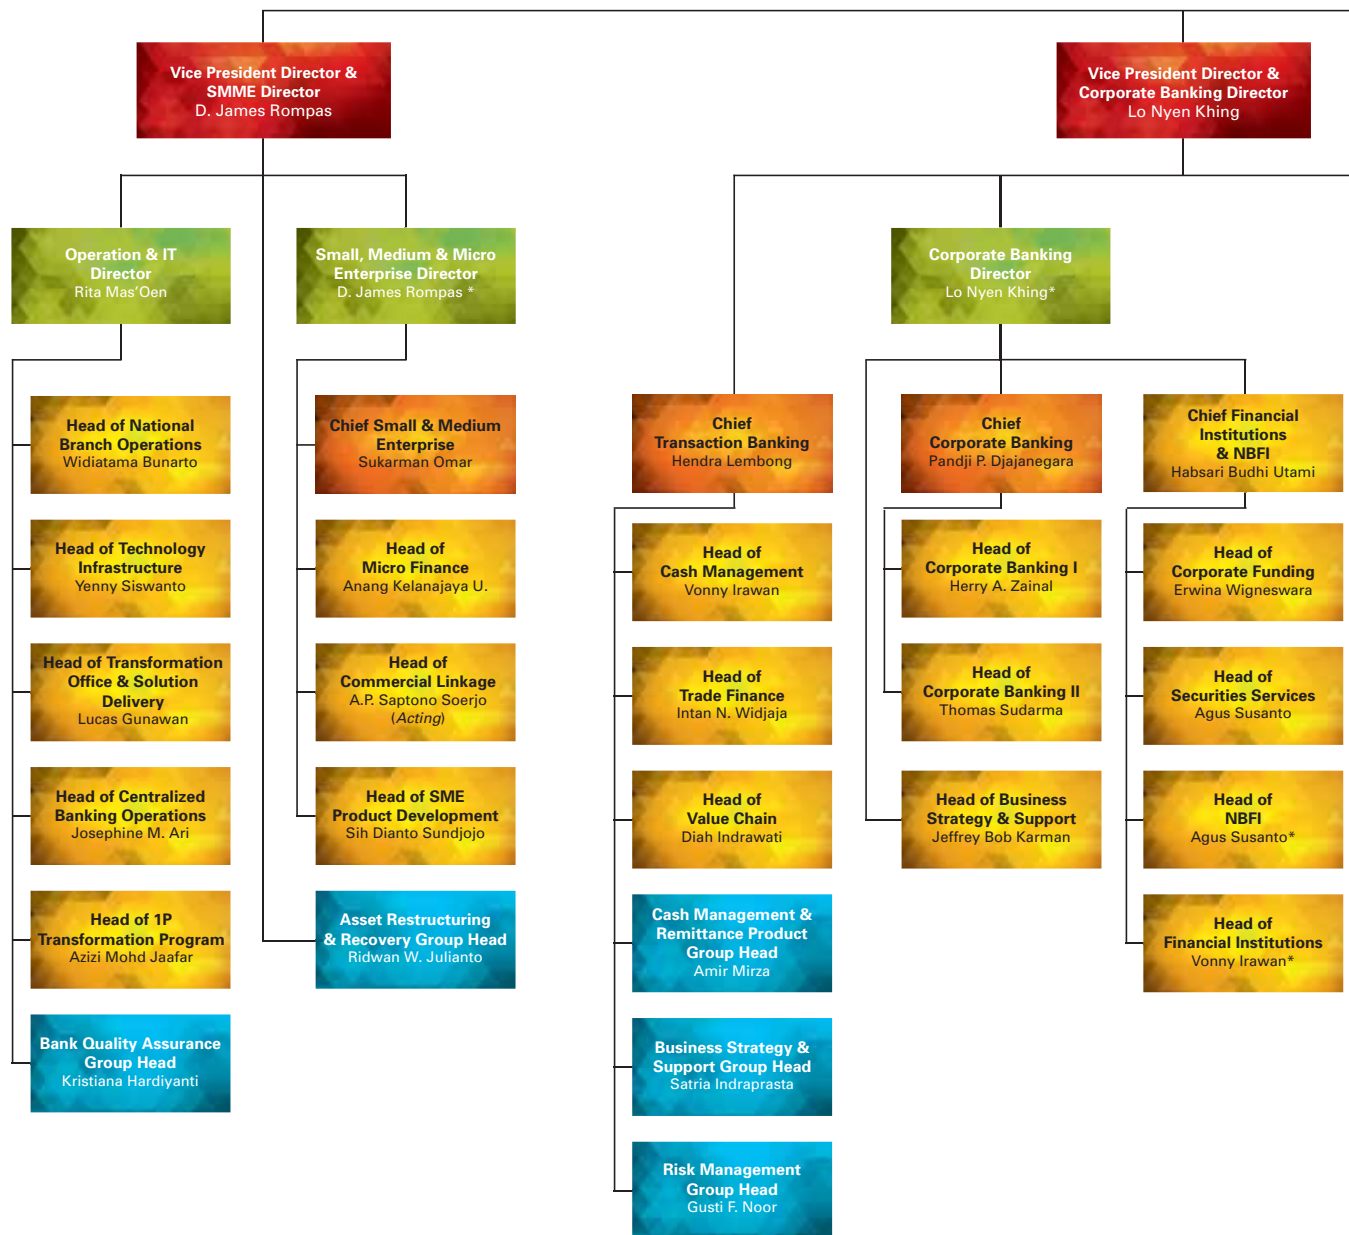 Vice President Director &
SMME Director
D. James Rompas
Vice President Director &
Corporate Banking Director
Lo Nyen Khing
Operation & IT
Director
Rita Mas'Oen
Small, Medium & Micro
Enterprise Director
D. James Rompas *
Corporate Banking
Director
Lo Nyen Khing*
Head of National
Branch Operations
Widiatama Bunarto
Head of Technology
Infrastructure
Yenny Siswanto
Head of Transformation
Office & Solution
Delivery
Lucas Gunawan
Head of Centralized
Banking Operations
Josephine M. Ari
Head of 1P
Transformation Program
Azizi Mohd Jaafar
Bank Quality Assurance
Group Head
Kristiana Hardiyanti
Chief Small & Medium
Enterprise
Sukarman Omar
Head of
Micro Finance
Anang Kelanajaya U.
Head of
Commercial Linkage
A.P. Saptono Soerjo
(Acting)
Head of SME
Product Development
Sih Dianto Sundjojo
Asset Restructuring
& Recovery Group Head
Ridwan W. Julianto
Chief
Transaction Banking
Hendra Lembong
Head of
Cash Management
Vonny Irawan
Head of
Trade Finance
Intan N. Widjaja
Head of
Value Chain
Diah Indrawati
Cash Management &
Remittance Product
Group Head
Amir Mirza
Business Strategy &
Support Group Head
Satria Indraprasta
Risk Management
Group Head
Gusti F. Noor
Chief
Corporate Banking
Pandji P. Djajanegara
Head of
Corporate Banking I
Herry A. Zainal
Head of
Corporate Banking II
Thomas Sudarma
Head of Business
Strategy & Support
Jeffrey Bob Karman
Chief Financial
Institutions
& NBFI
Habsari Budhi Utami
Head of
Corporate Funding
Erwina Wigneswara
Head of
Securities Services
Agus Susanto
Head of
NBFI
Agus Susanto*
Head of
Financial Institutions
Vonny Irawan*